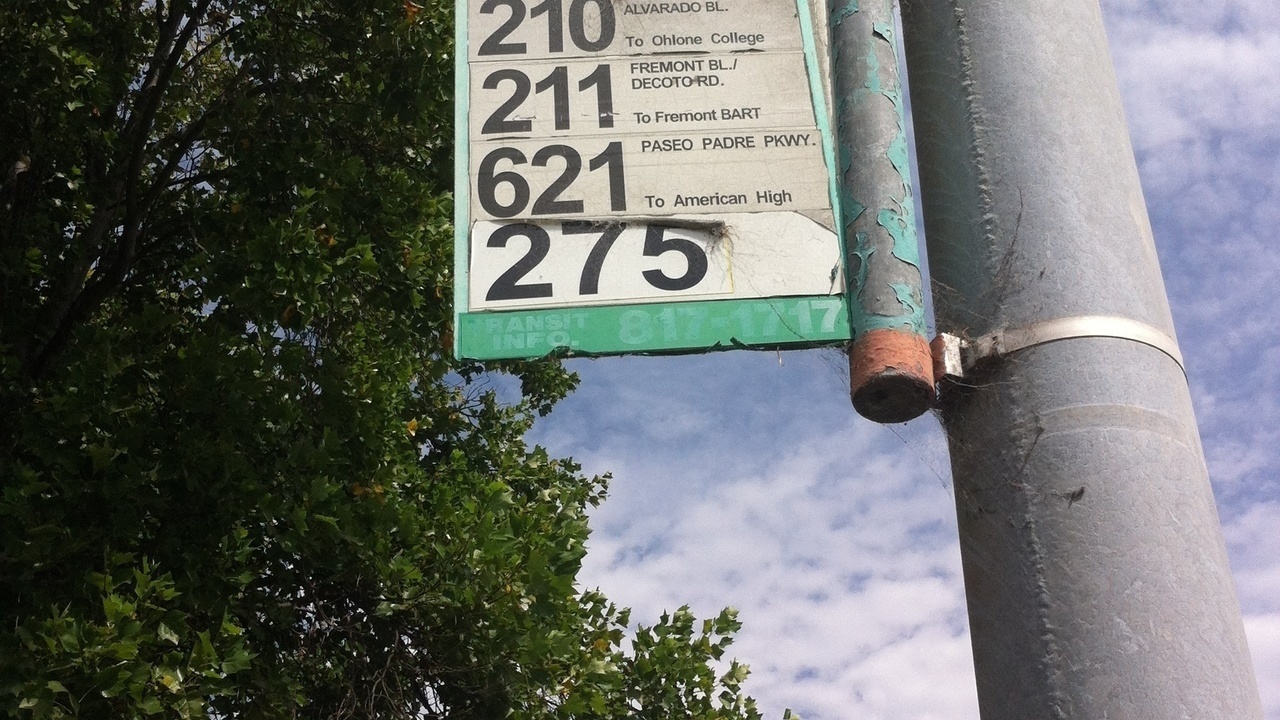 210 ALVARADO BL.
To Ohlone College
211 FREMONT BL./
DECOTO RD.
To Fremont BART
621 PASEO PADRE PKWY.
To American High
275
TRANSIT
INFO. 817-1717